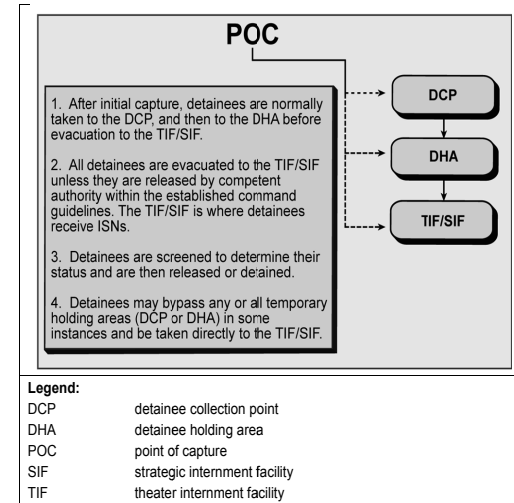 POC
1. After initial capture, detainees are normally
taken to the DCP, and then to the DHA before
evacuation to the TIF/SIF.
2. All detainees are evacuated to the TIF/SIF
unless they are released by competent
authority within the established command
guidelines. The TIF/SIF is where detainees
receive ISNs.
3. Detainees are screened to determine their
status and are then released or detained.
4. Detainees may bypass any or all temporary
holding areas (DCP or DHA) in some
instances and be taken directly to the TIF/SIF.
DCP
DHA
TIF/SIF
Legend:
DCP detainee collection point
DHA detainee holding area
POC point of capture
SIF strategic internment facility
TIF theater internment facility